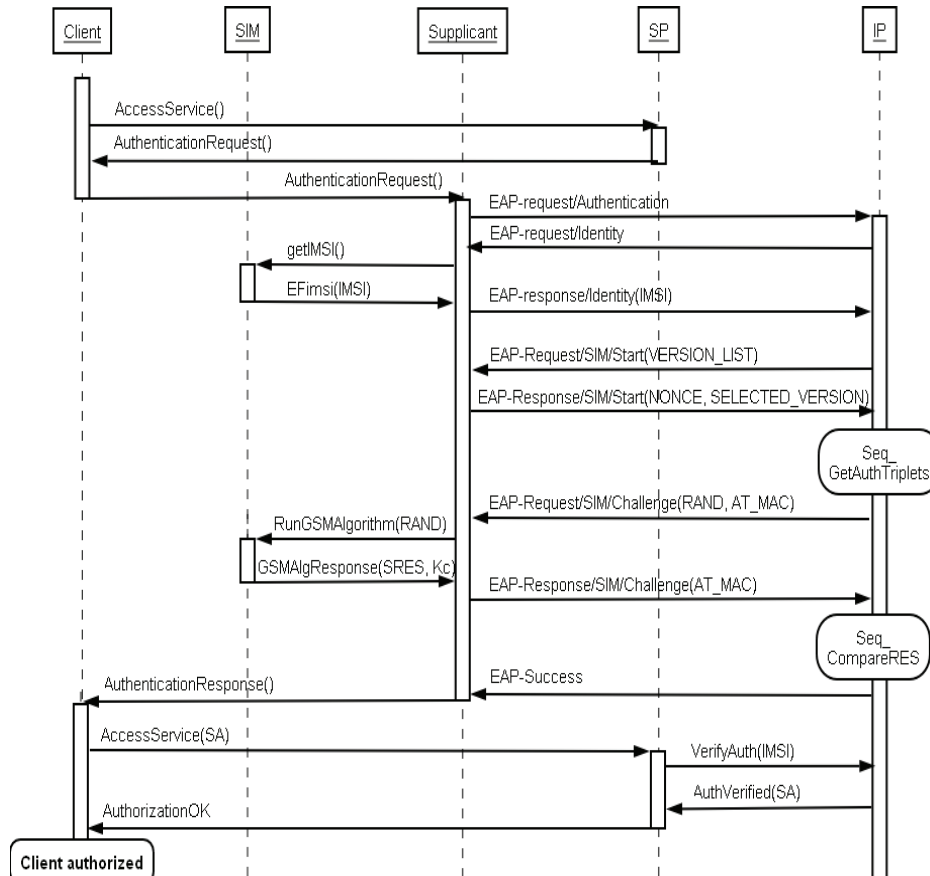 Client
SIM
Supplicant
SP
IP
AccessService()
AuthenticationRequest()
AuthenticationRequest()
EAP-request/Authentication
EAP-request/Identity
getIMSI()
EFimsi(IMSI)
EAP-response/Identity(IMSI)
EAP-Request/SIM/Start(VERSION_LIST)
EAP-Response/SIM/Start(NONCE, SELECTED_VERSION)
Seq_
GetAuthTriplets
EAP-Request/SIM/Challenge(RAND, AT_MAC)
RunGSMAlgorithm(RAND)
GSMAlgResponse(SRES, Kc)
EAP-Response/SIM/Challenge(AT_MAC)
Seq_
CompareRES
EAP-Success
AuthenticationResponse()
AccessService(SA)
VerifyAuth(IMSI)
AuthVerified(SA)
AuthorizationOK
Client authorized